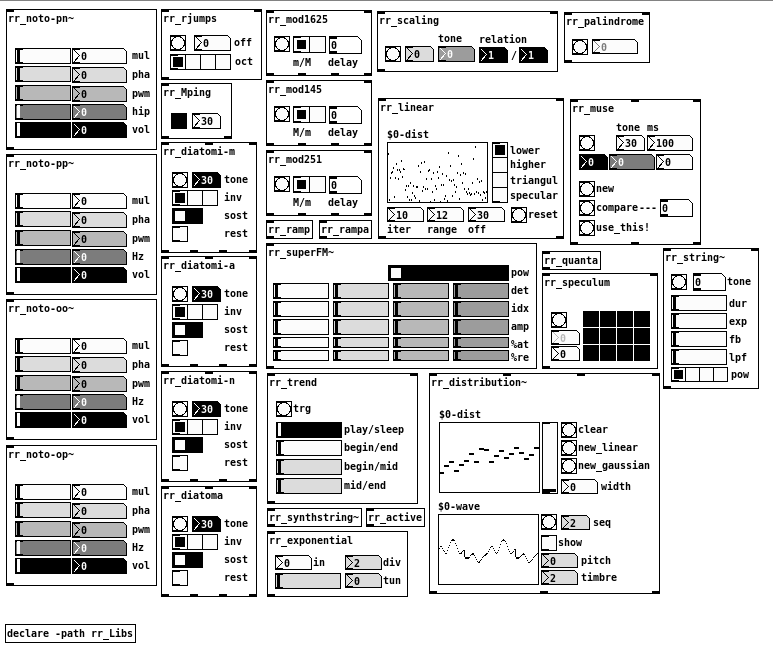 rr_noto-pn~
0 mul
0 pha
0 pwm
0 hip
0 vol
rr_noto-pp~
0 mul
0 pha
0 pwm
0 Hz
0 vol
rr_noto-oo~
0 mul
0 pha
0 pwm
0 Hz
0 vol
rr_noto-op~
0 mul
0 pha
0 pwm
0 Hz
0 vol
rr_rjumps
0 off
oct
rr_Mping
30
rr_diatomi-m
30 tone
inv
sost
rest
rr_diatomi-a
30 tone
inv
sost
rest
rr_diatomi-n
30 tone
inv
sost
rest
rr_diatoma
30 tone
inv
sost
rest
rr_mod1625
0
m/M delay
rr_mod145
0
M/m delay
rr_mod251
0
M/m delay
rr_ramp
rr_rampa
rr_scaling
tone relation
0 0 1 / 1
rr_palindrome
0
rr_linear
$0-dist
lower
higher
triangul
specular
10 12 30 reset
iter range off
rr_muse
tone ms
30 100
0 0 0
new
compare--- 0
use_this!
rr_superFM~
pow
det
idx
amp
%at
%re
rr_quanta
rr_speculum
0
0
rr_string~
0 tone
dur
exp
fb
lpf
pow
rr_trend
trg
play/sleep
begin/end
begin/mid
mid/end
rr_synthstring~
rr_active
rr_exponential
0 in 2 div
0 tun
rr_distribution~
$0-dist
clear
new_linear
new_gaussian
0 width
$0-wave
2 seq
show
0 pitch
2 timbre
declare -path rr_Libs